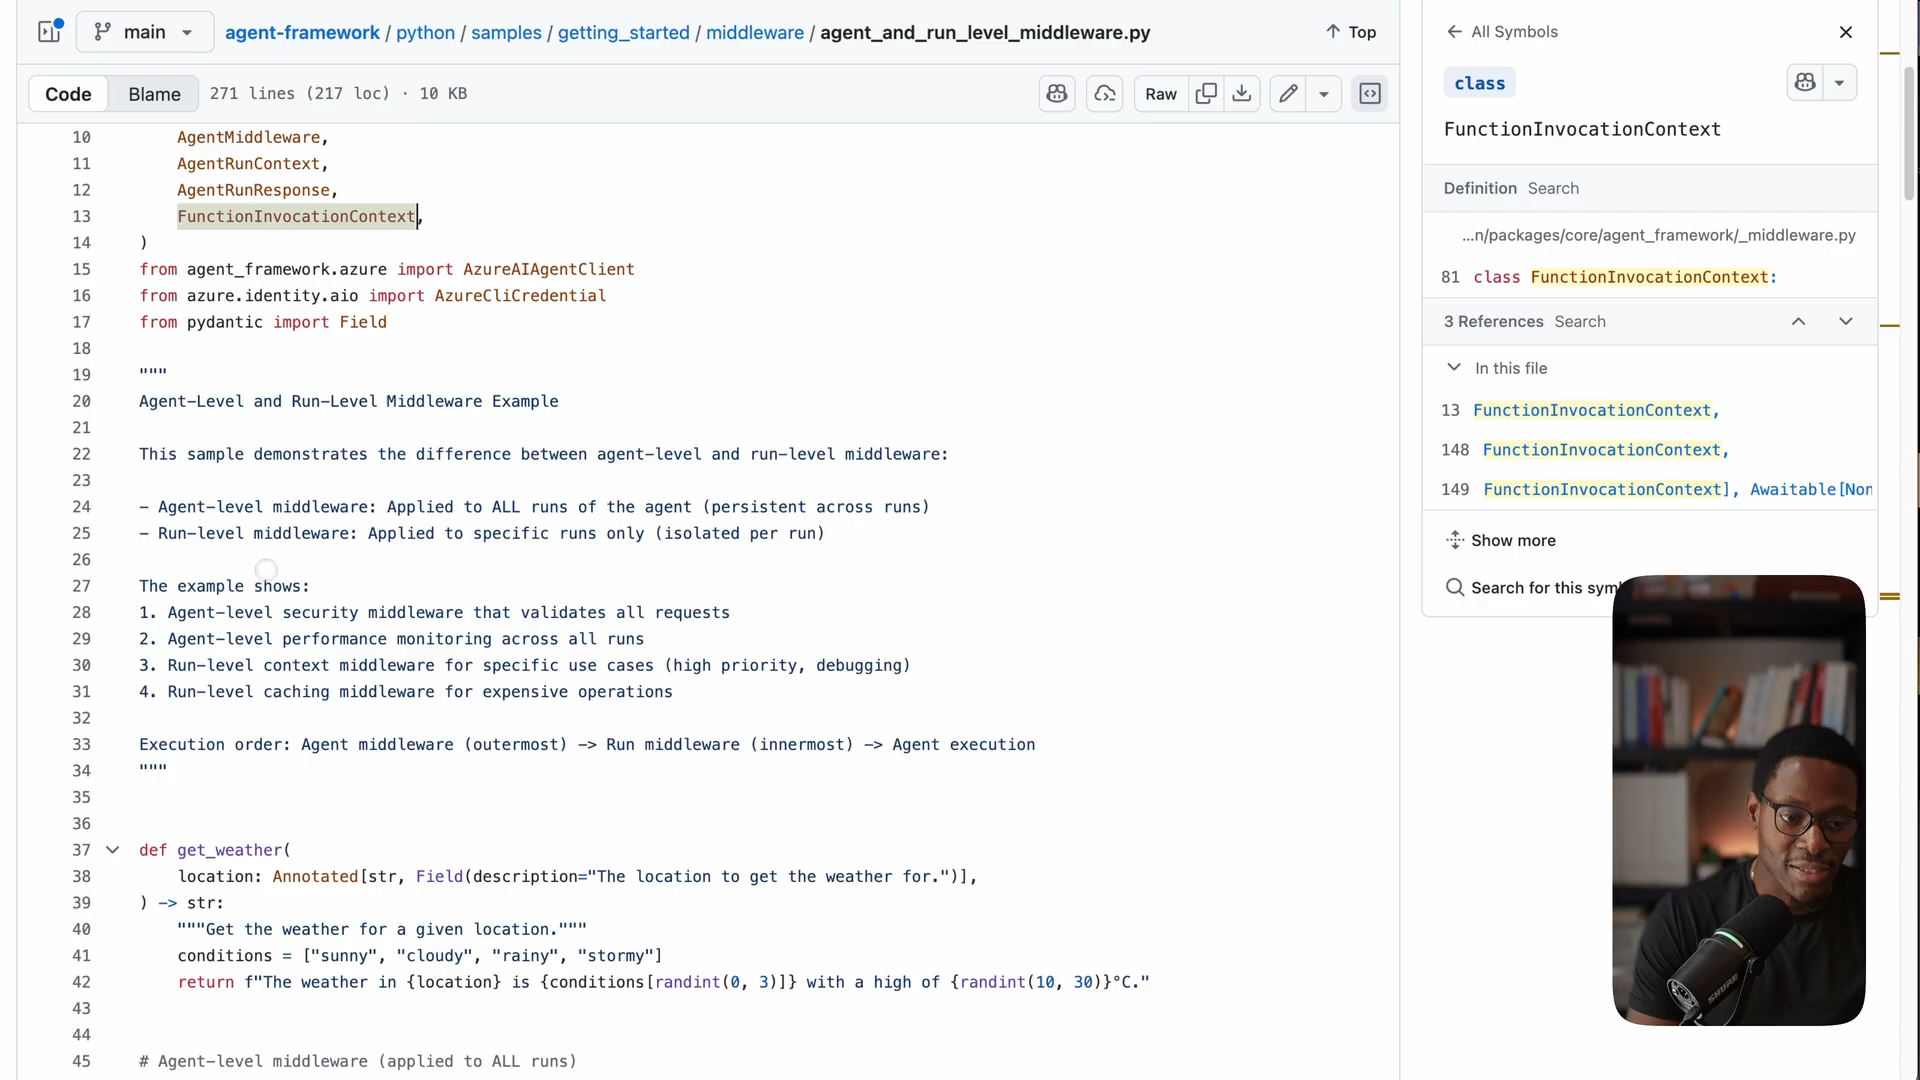 main
agent-framework / python / samples / getting_started / middleware / agent_and_run_level_middleware.py
Top
Code Blame 271 lines (217 loc) · 10 KB
Raw
10 AgentMiddleware,
11 AgentRunContext,
12 AgentRunResponse,
13 FunctionInvocationContext,
14 )
15 from agent_framework.azure import AzureAIAgentClient
16 from azure.identity.aio import AzureCliCredential
17 from pydantic import Field
18
19 """
20 Agent-Level and Run-Level Middleware Example
21
22 This sample demonstrates the difference between agent-level and run-level middleware:
23
24 - Agent-level middleware: Applied to ALL runs of the agent (persistent across runs)
25 - Run-level middleware: Applied to specific runs only (isolated per run)
26
27 The example shows:
28 1. Agent-level security middleware that validates all requests
29 2. Agent-level performance monitoring across all runs
30 3. Run-level context middleware for specific use cases (high priority, debugging)
31 4. Run-level caching middleware for expensive operations
32
33 Execution order: Agent middleware (outermost) -> Run middleware (innermost) -> Agent execution
34 """
35
36
37 def get_weather(
38 location: Annotated[str, Field(description="The location to get the weather for.")],
39 ) -> str:
40 """Get the weather for a given location."""
41 conditions = ["sunny", "cloudy", "rainy", "stormy"]
42 return f"The weather in {location} is {conditions[randint(0, 3)]} with a high of {randint(10, 30)}°C."
43
44
45 # Agent-level middleware (applied to ALL runs)
All Symbols
class
FunctionInvocationContext
Definition Search
...n/packages/core/agent_framework/_middleware.py
81 class FunctionInvocationContext:
3 References Search
In this file
13 FunctionInvocationContext,
148 FunctionInvocationContext,
149 FunctionInvocationContext], Awaitable[Non
Show more
Search for this sym
SHURE